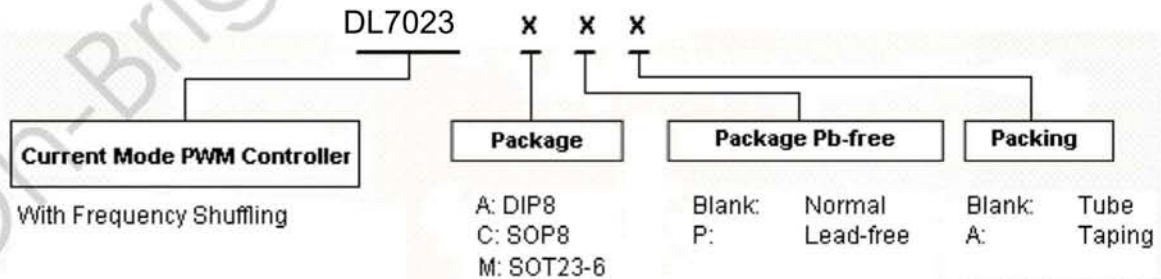 DL7023 X X X
Current Mode PWM Controller
With Frequency Shuffling
Package
A: DIP8
C: SOP8
M: SOT23-6
Package Pb-free
Blank: Normal
P: Lead-free
Packing
Blank: Tube
A: Taping